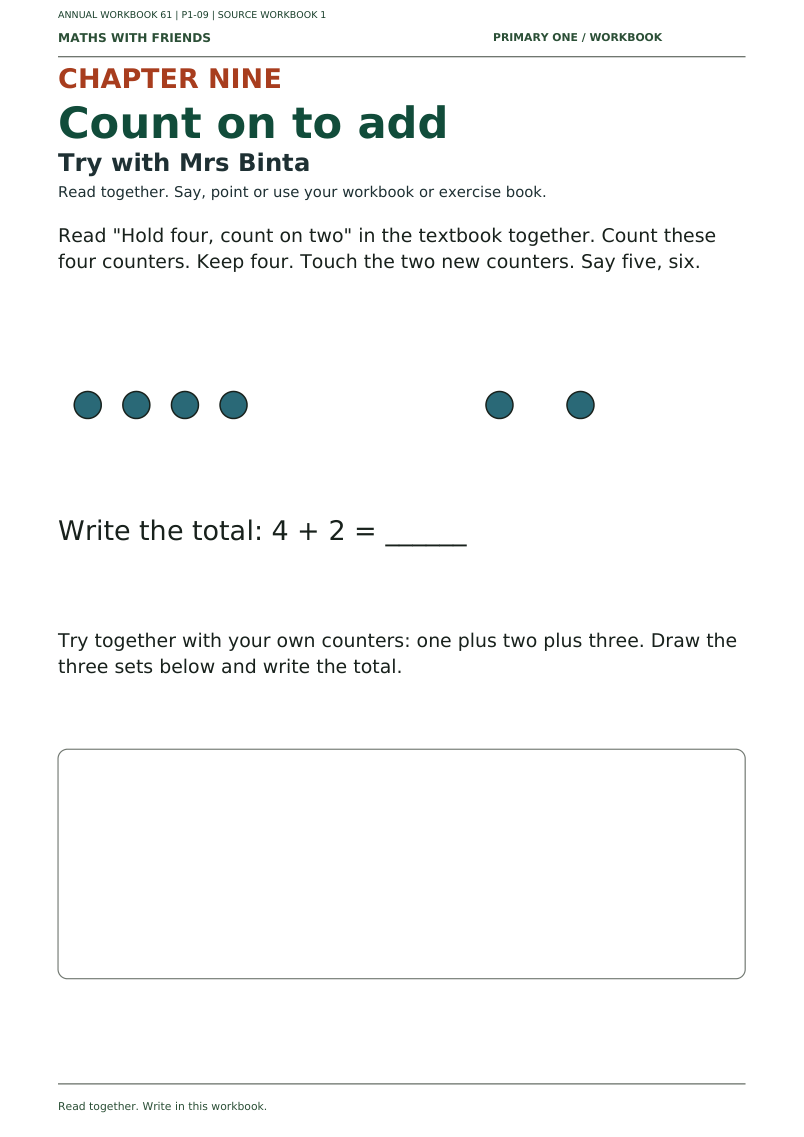 ANNUAL WORKBOOK 61 | P1-09 | SOURCE WORKBOOK 1
MATHS WITH FRIENDS
PRIMARY ONE / WORKBOOK
CHAPTER NINE
Count on to add
Try with Mrs Binta
Read together. Say, point or use your workbook or exercise book.
Read "Hold four, count on two" in the textbook together. Count these
four counters. Keep four. Touch the two new counters. Say five, six.
Write the total: 4 + 2 = ______
Try together with your own counters: one plus two plus three. Draw the
three sets below and write the total.
Read together. Write in this workbook.